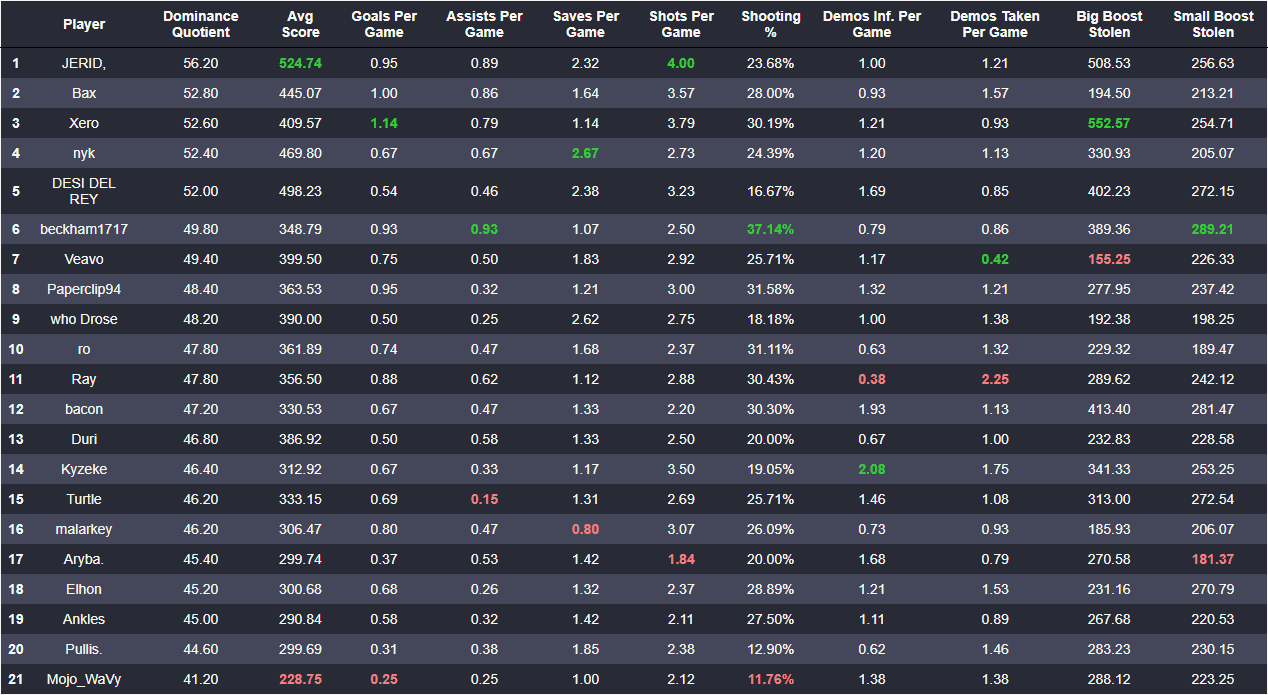 Player Dominance Quotient Avg Score Goals Per Game Assists Per Game Saves Per Game Shots Per Game Shooting % Demos Inf. Per Game Demos Taken Per Game Big Boost Stolen Small Boost Stolen
1 JERID, 56.20 524.74 0.95 0.89 2.32 4.00 23.68% 1.00 1.21 508.53 256.63
2 Bax 52.80 445.07 1.00 0.86 1.64 3.57 28.00% 0.93 1.57 194.50 213.21
3 Xero 52.60 409.57 1.14 0.79 1.14 3.79 30.19% 1.21 0.93 552.57 254.71
4 nyk 52.40 469.80 0.67 0.67 2.67 2.73 24.39% 1.20 1.13 330.93 205.07
5 DESI DEL REY 52.00 498.23 0.54 0.46 2.38 3.23 16.67% 1.69 0.85 402.23 272.15
6 beckham1717 49.80 348.79 0.93 0.93 1.07 2.50 37.14% 0.79 0.86 389.36 289.21
7 Veavo 49.40 399.50 0.75 0.50 1.83 2.92 25.71% 1.17 0.42 155.25 226.33
8 Paperclip94 48.40 363.53 0.95 0.32 1.21 3.00 31.58% 1.32 1.21 277.95 237.42
9 who Drose 48.20 390.00 0.50 0.25 2.62 2.75 18.18% 1.00 1.38 192.38 198.25
10 ro 47.80 361.89 0.74 0.47 1.68 2.37 31.11% 0.63 1.32 229.32 189.47
11 Ray 47.80 356.50 0.88 0.62 1.12 2.88 30.43% 0.38 2.25 289.62 242.12
12 bacon 47.20 330.53 0.67 0.47 1.33 2.20 30.30% 1.93 1.13 413.40 281.47
13 Duri 46.80 386.92 0.50 0.58 1.33 2.50 20.00% 0.67 1.00 232.83 228.58
14 Kyzeke 46.40 312.92 0.67 0.33 1.17 3.50 19.05% 2.08 1.75 341.33 253.25
15 Turtle 46.20 333.15 0.69 0.15 1.31 2.69 25.71% 1.46 1.08 313.00 272.54
16 malarkey 46.20 306.47 0.80 0.47 0.80 3.07 26.09% 0.73 0.93 185.93 206.07
17 Aryba. 45.40 299.74 0.37 0.53 1.42 1.84 20.00% 1.68 0.79 270.58 181.37
18 Elhon 45.20 300.68 0.68 0.26 1.32 2.37 28.89% 1.21 1.53 231.16 270.79
19 Ankles 45.00 290.84 0.58 0.32 1.42 2.11 27.50% 1.11 0.89 267.68 220.53
20 Pullis. 44.60 299.69 0.31 0.38 1.85 2.38 12.90% 0.62 1.46 283.23 230.15
21 Mojo_WaVy 41.20 228.75 0.25 0.25 1.00 2.12 11.76% 1.38 1.38 288.12 223.25